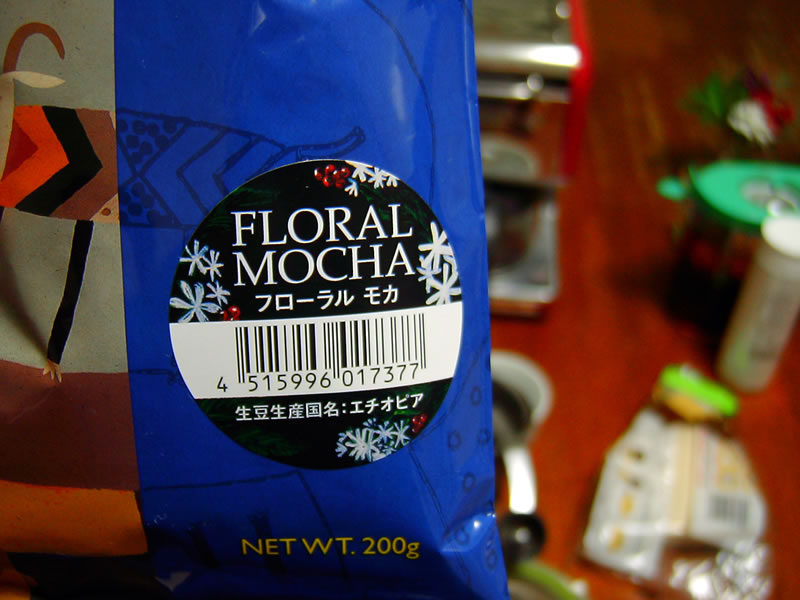 FLORAL
MOCHA
フローラル モカ
4 515996 017377
生豆生産国名：エチオピア
NET WT. 200g